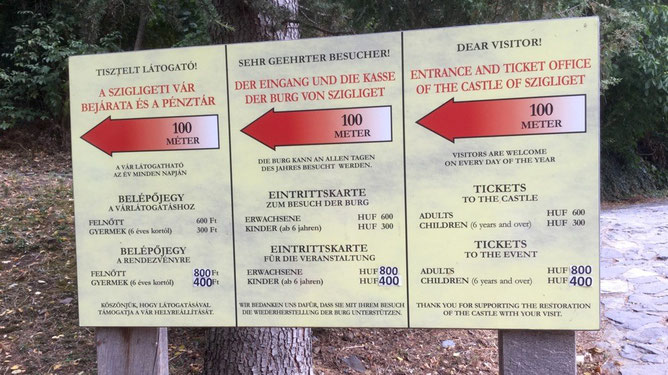 TISZTELT LÁTOGATÓ!
A SZIGLIGETI VÁR
BEJÁRATA ÉS A PÉNZTÁR
100
MÉTER
A VÁR LÁTOGATHATÓ
AZ ÉV MINDEN NAPJÁN
BELÉPŐJEGY
A VÁRLÁTOGATÁSHOZ
FELNŐTT 600 Ft
GYERMEK (6 éves kortól) 300 Ft
BELÉPŐJEGY
A RENDEZVÉNYRE
FELNŐTT 800 Ft
GYERMEK (6 éves kortól) 400 Ft
KÖSZÖNJÜK, HOGY LÁTOGATÁSÁVAL
TÁMOGATJA A VÁR HELYREÁLLÍTÁSÁT.
SEHR GEEHRTER BESUCHER!
DER EINGANG UND DIE KASSE
DER BURG VON SZIGLIGET
100
METER
DIE BURG KANN AN ALLEN TAGEN
DES JAHRES BESUCHT WERDEN.
EINTRITTSKARTE
ZUM BESUCH DER BURG
ERWACHSENE HUF 600
KINDER (ab 6 jahren) HUF 300
EINTRITTSKARTE
FÜR DIE VERANSTALTUNG
ERWACHSENE HUF 800
KINDER (ab 6 jahren) HUF 400
WIR BEDANKEN UNS DAFÜR, DASS SIE MIT IHREM BESUCH
DIE WIEDERHERSTELLUNG DER BURG UNTERSTÜTZEN.
DEAR VISITOR!
ENTRANCE AND TICKET OFFICE
OF THE CASTLE OF SZIGLIGET
100
METER
VISITORS ARE WELCOME
ON EVERY DAY OF THE YEAR
TICKETS
TO THE CASTLE
ADULTS HUF 600
CHILDREN (6 years and over) HUF 300
TICKETS
TO THE EVENT
ADULTS HUF 800
CHILDREN (6 years and over) HUF 400
THANK YOU FOR SUPPORTING THE RESTORATION
OF THE CASTLE WITH YOUR VISIT.